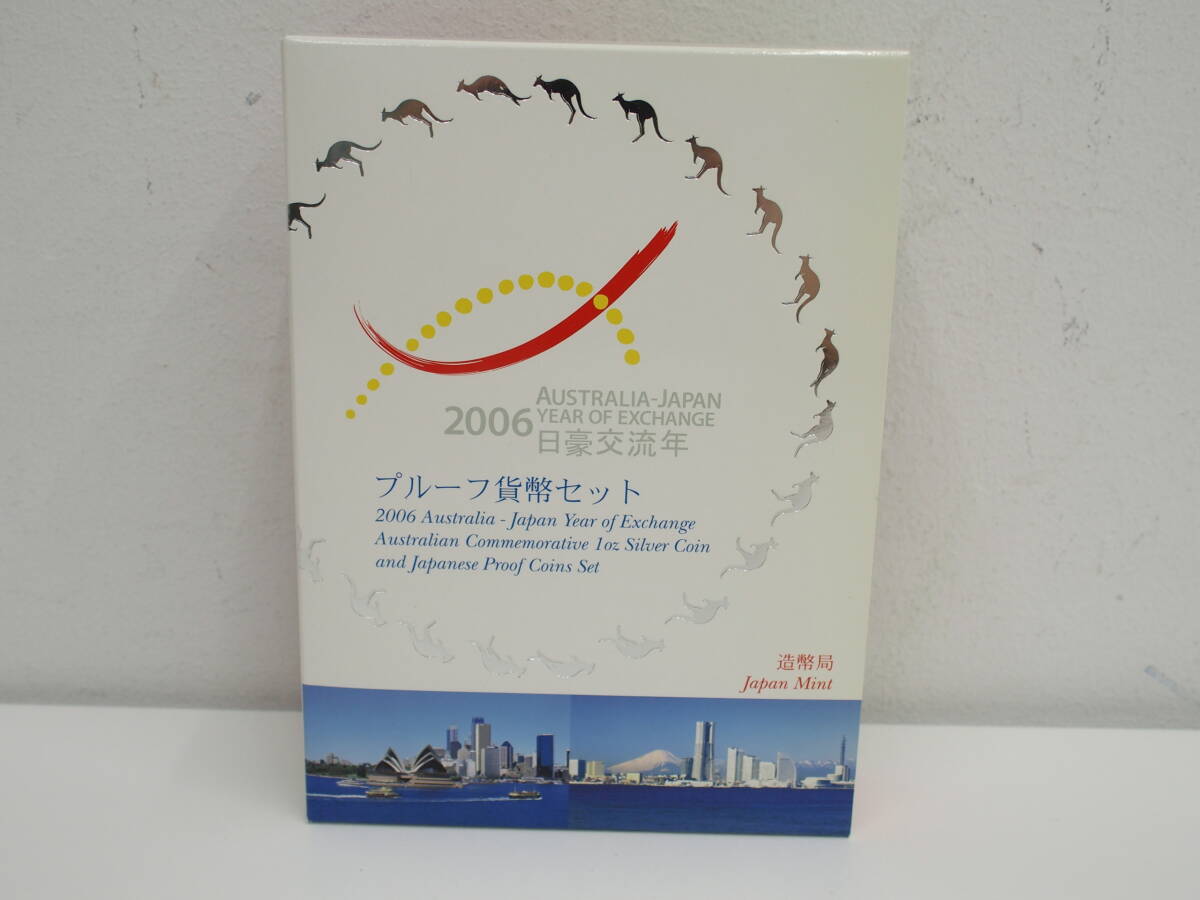 2006 AUSTRALIA-JAPAN
YEAR OF EXCHANGE
日豪交流年
プルーフ貨幣セット
2006 Australia - Japan Year of Exchange
Australian Commemorative 1oz Silver Coin
and Japanese Proof Coins Set
造幣局
Japan Mint